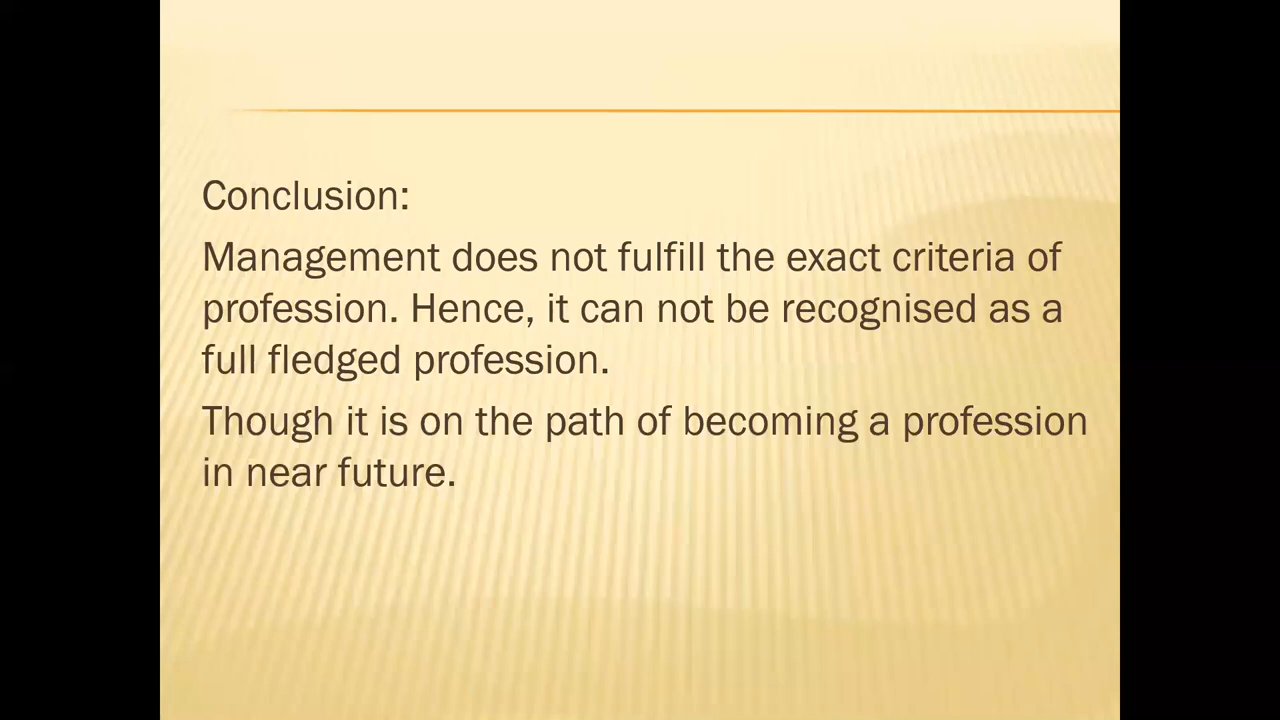 Conclusion:
Management does not fulfill the exact criteria of
profession. Hence, it can not be recognised as a
full fledged profession.
Though it is on the path of becoming a profession
in near future.